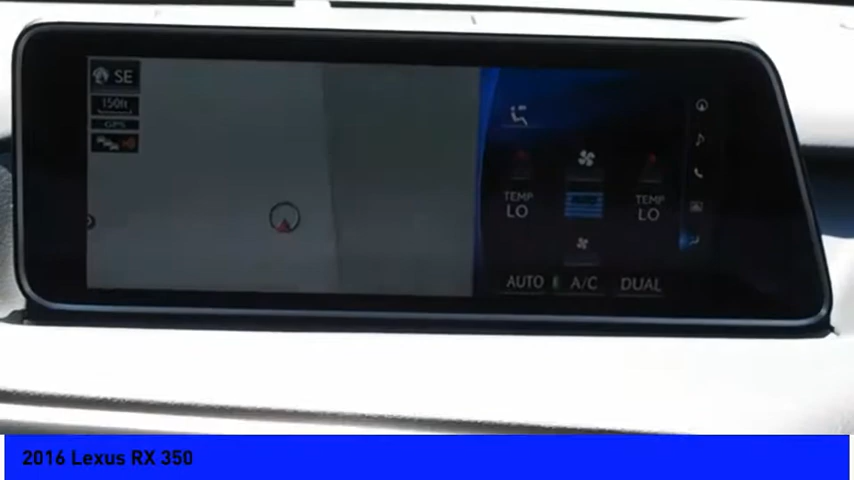 SE
150ft
GPS
TEMP
LO
TEMP
LO
AUTO
A/C
DUAL
2016 Lexus RX 350